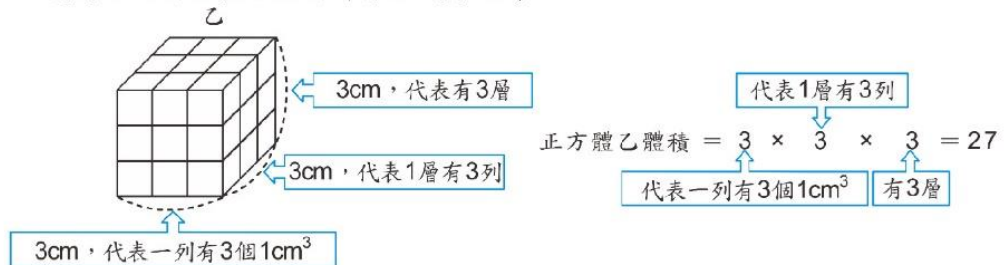 乙
3cm，代表有3層
3cm，代表1層有3列
3cm，代表一列有3個1cm³
代表1層有3列
正方體乙體積 = 3 × 3 × 3 = 27
代表一列有3個1cm³
有3層